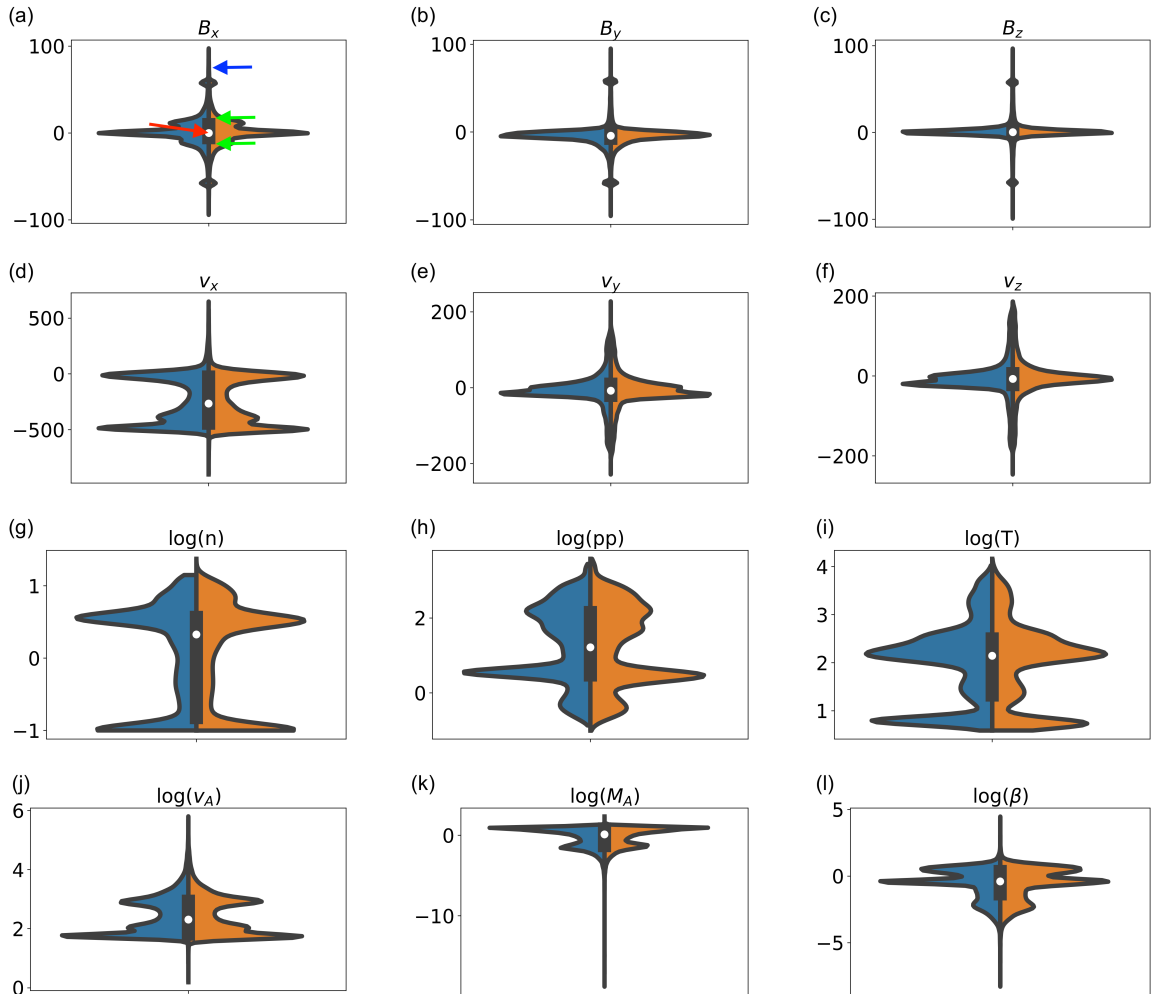 (a)
(b)
(c)
Bx
By
Bz
100
0
−100
100
0
−100
100
0
−100
(d)
(e)
(f)
vx
vy
vz
500
0
−500
200
0
−200
200
0
−200
(g)
(h)
(i)
log(n)
log(pp)
log(T)
1
0
−1
2
0
4
3
2
1
(j)
(k)
(l)
log(vA)
log(MA)
log(β)
6
4
2
0
0
−10
5
0
−5